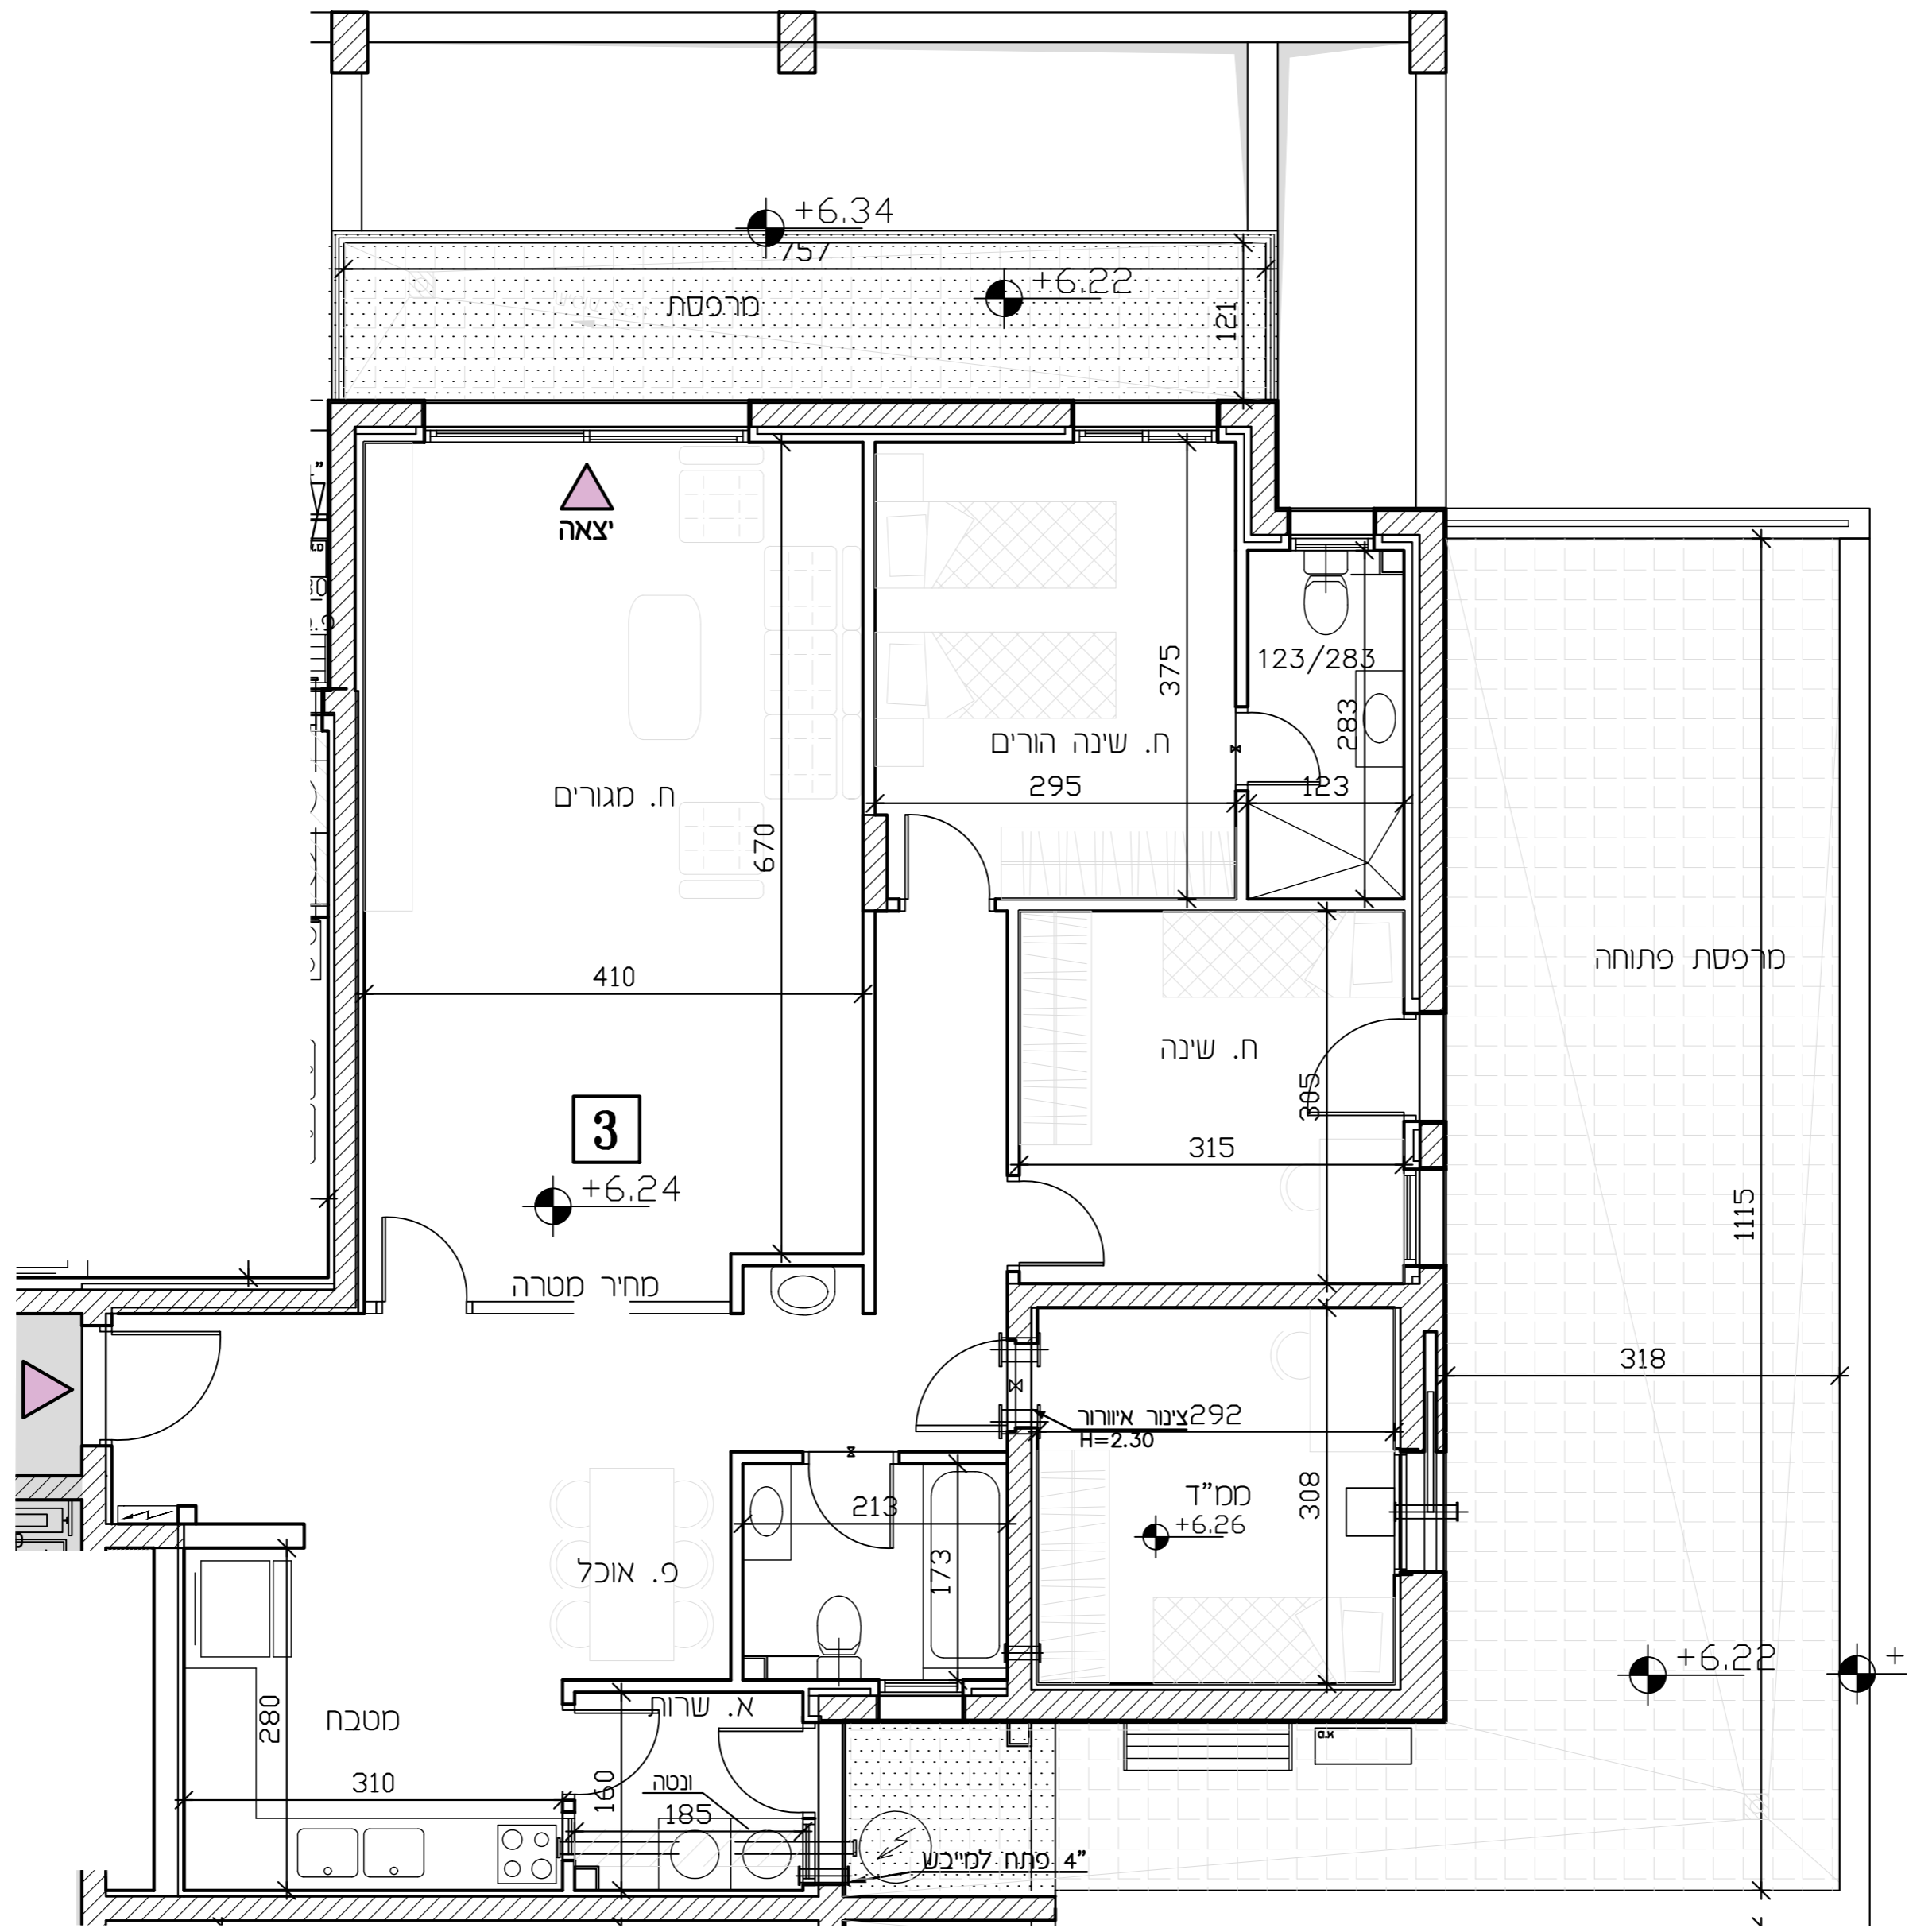 +6.34
757
+6.22
מרפסת
121
יצאה
123/283
375
283
ח. שינה הורים
ח. מגורים
295
123
670
מרפסת פתוחה
410
ח. שינה
305
3
315
+6.24
1115
מחיר מטרה
318
צינור איוורור
292
H=2.30
308
ממ"ד
+6.26
213
173
פ. אוכל
+6.22
+
א. שרות
מטבח
280
310
160
ונטה
185
4" פתח למייבש